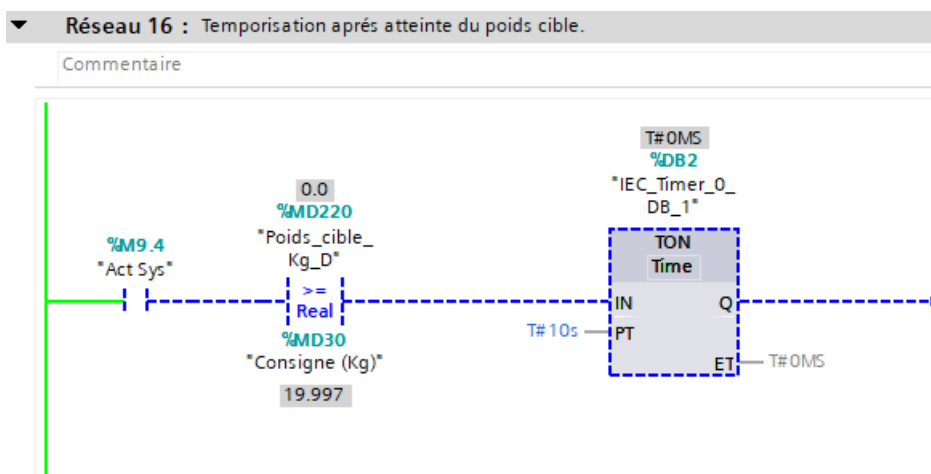 Réseau 16 : Temporisation aprés atteinte du poids cible.
Commentaire
T#0MS
%DB2
"IEC_Timer_0_
DB_1"
0.0
%MD220
"Poids_cible_
Kg_D"
%M9.4
"Act Sys"
TON
Time
>=
Real
IN
Q
T#10s
PT
%MD30
"Consigne (Kg)"
ET
T#0MS
19.997